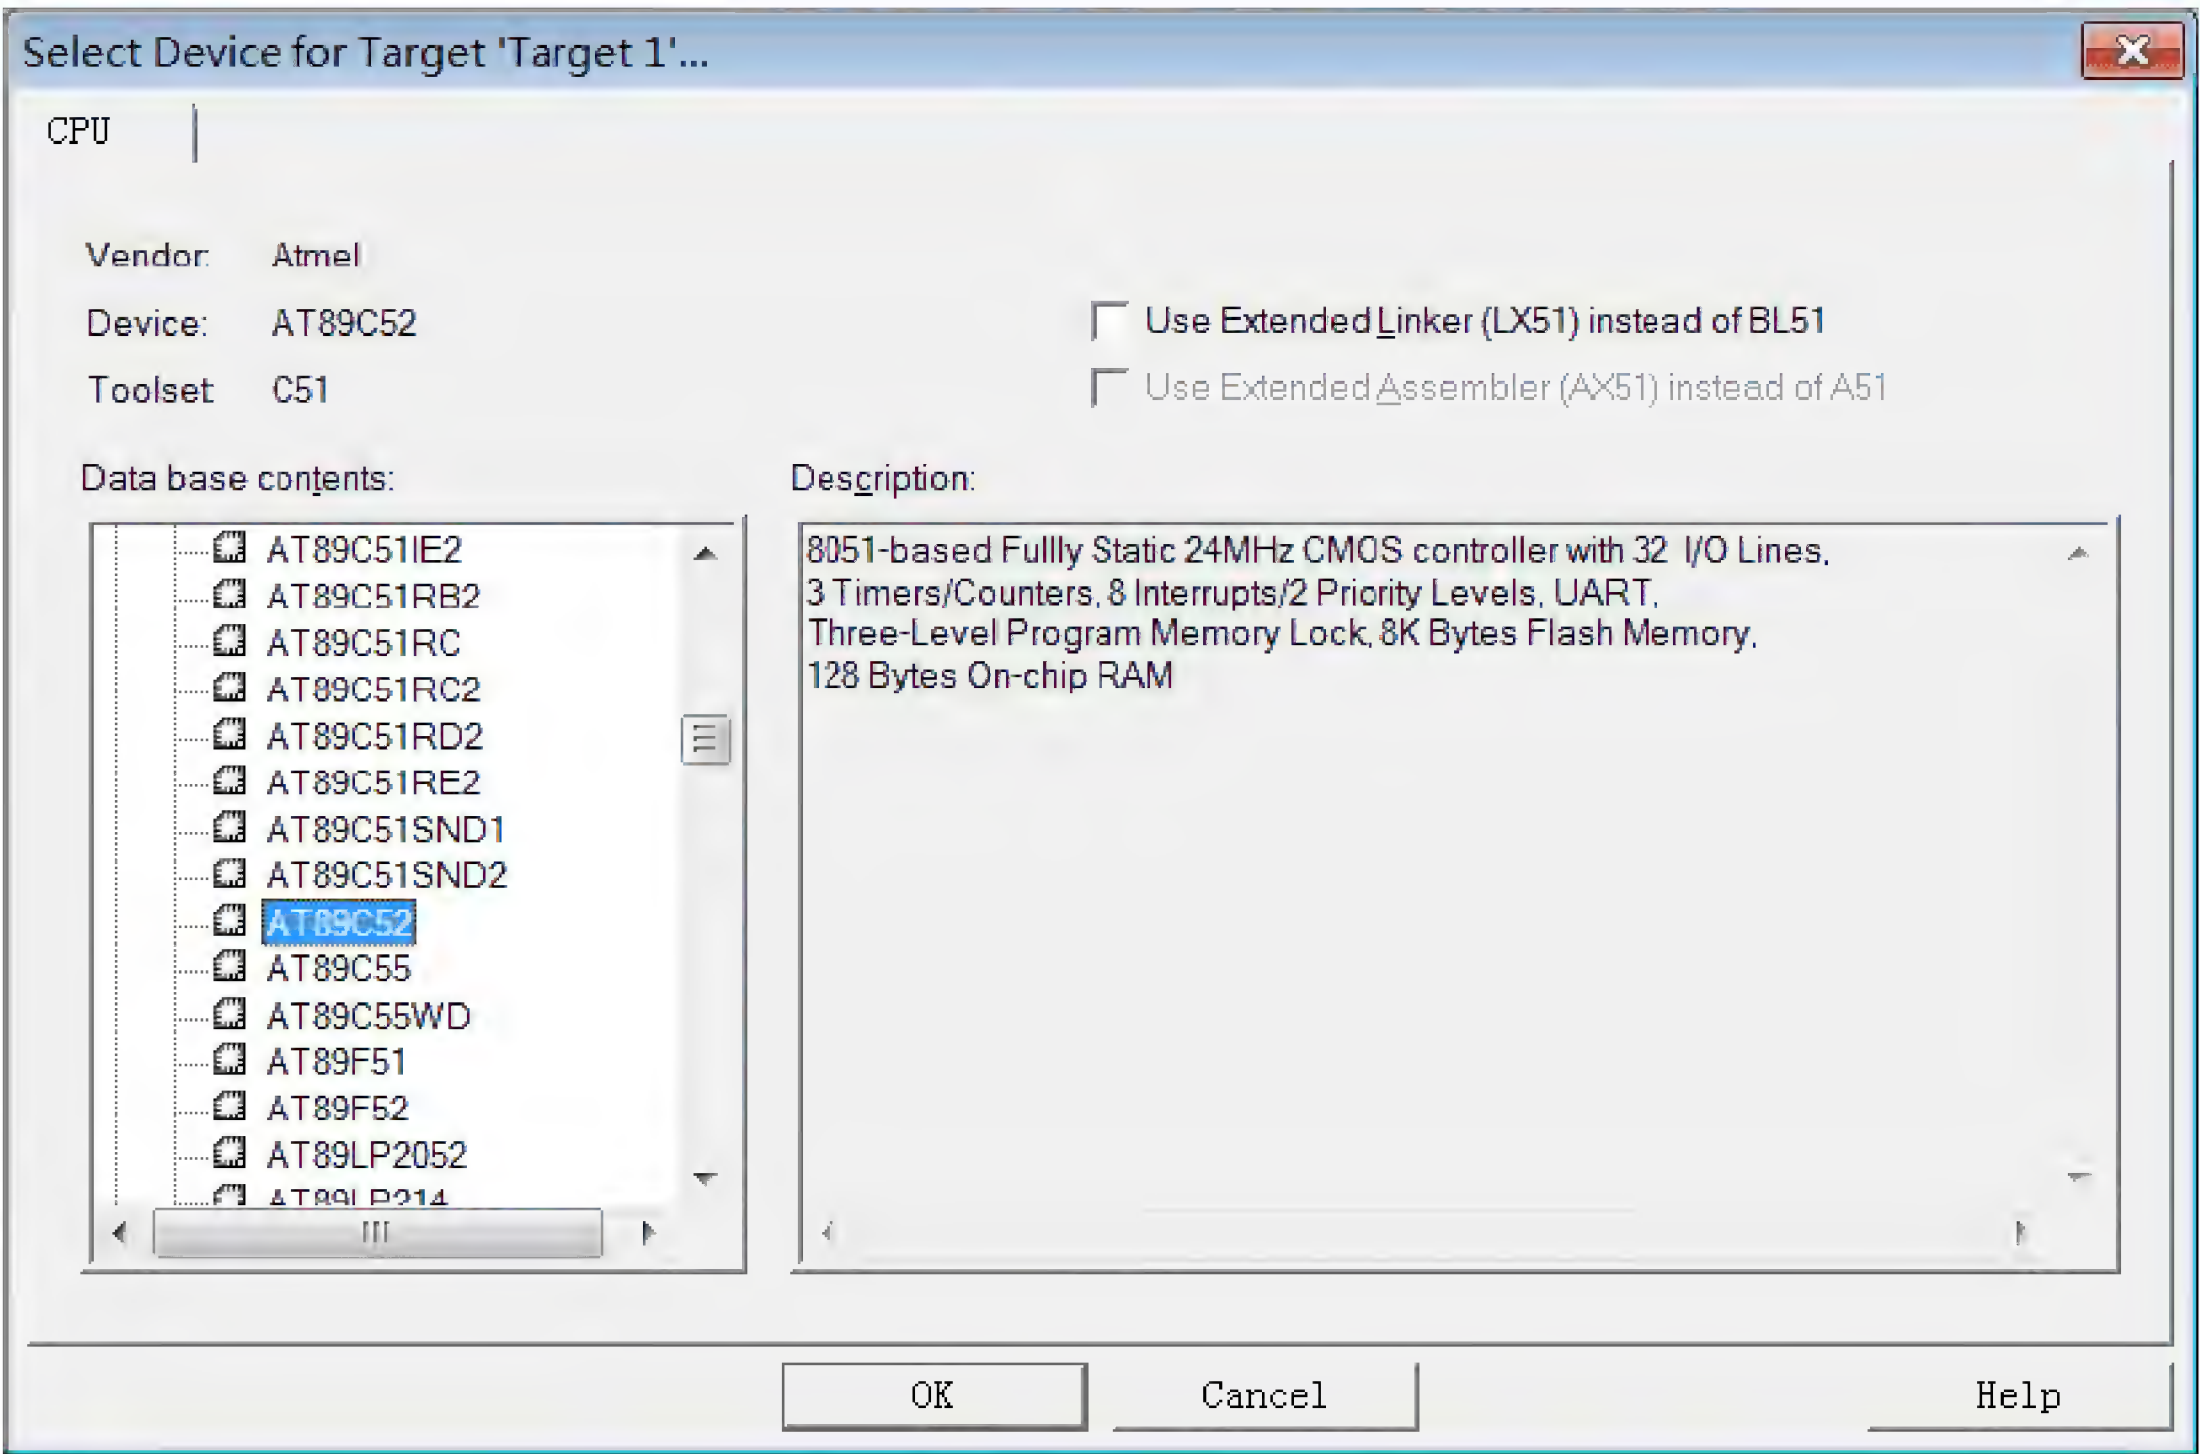 Select Device for Target 'Target 1'...
CPU
Vendor: Atmel
Device: AT89C52
Toolset: C51
Use Extended Linker (LX51) instead of BL51
Use Extended Assembler (AX51) instead of A51
Data base contents:
AT89C51IE2
AT89C51RB2
AT89C51RC
AT89C51RC2
AT89C51RD2
AT89C51RE2
AT89C51SND1
AT89C51SND2
AT89C52
AT89C55
AT89C55WD
AT89F51
AT89F52
AT89LP2052
AT89LP214
Description:
8051-based Fullly Static 24MHz CMOS controller with 32 I/O Lines,
3 Timers/Counters, 8 Interrupts/2 Priority Levels, UART,
Three-Level Program Memory Lock, 8K Bytes Flash Memory,
128 Bytes On-chip RAM
OK
Cancel
Help